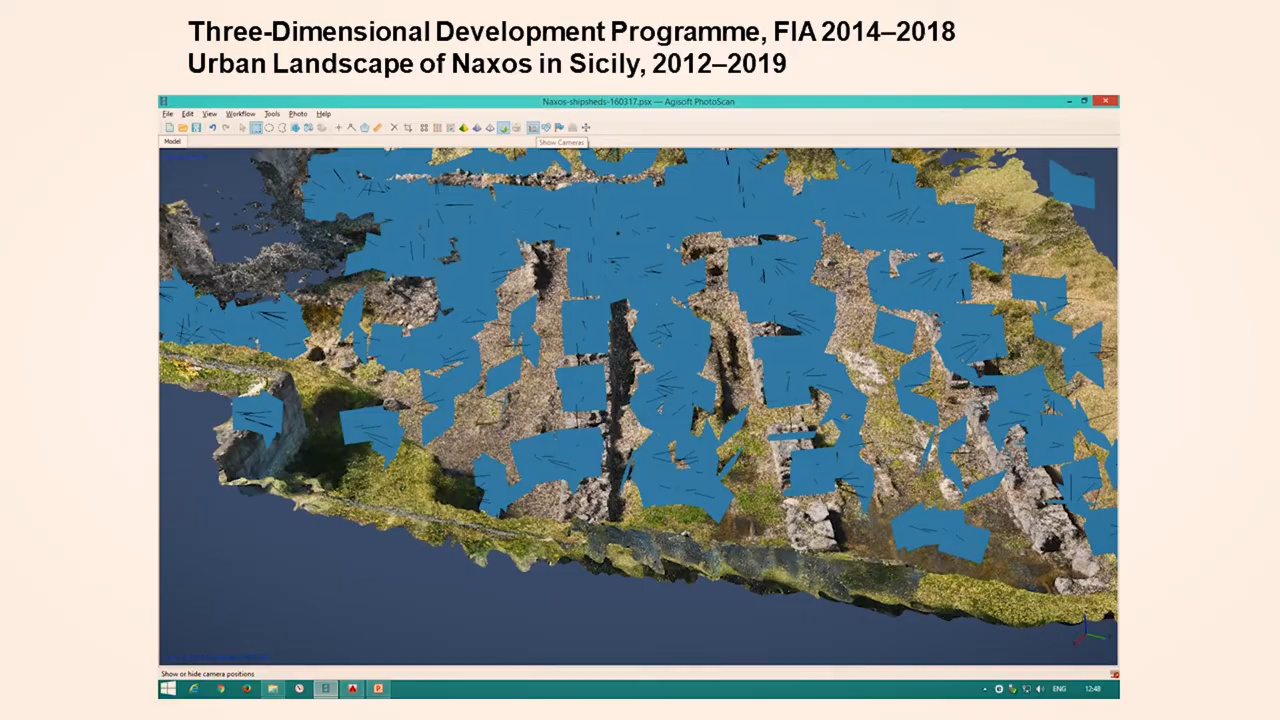 Three-Dimensional Development Programme, FIA 2014–2018
Urban Landscape of Naxos in Sicily, 2012–2019
Naxos-shipsheds-160317.psx — Agisoft PhotoScan
File Edit View Workflow Tools Photo Help
Model
Show Cameras
Show or hide camera positions
ENG 12:48